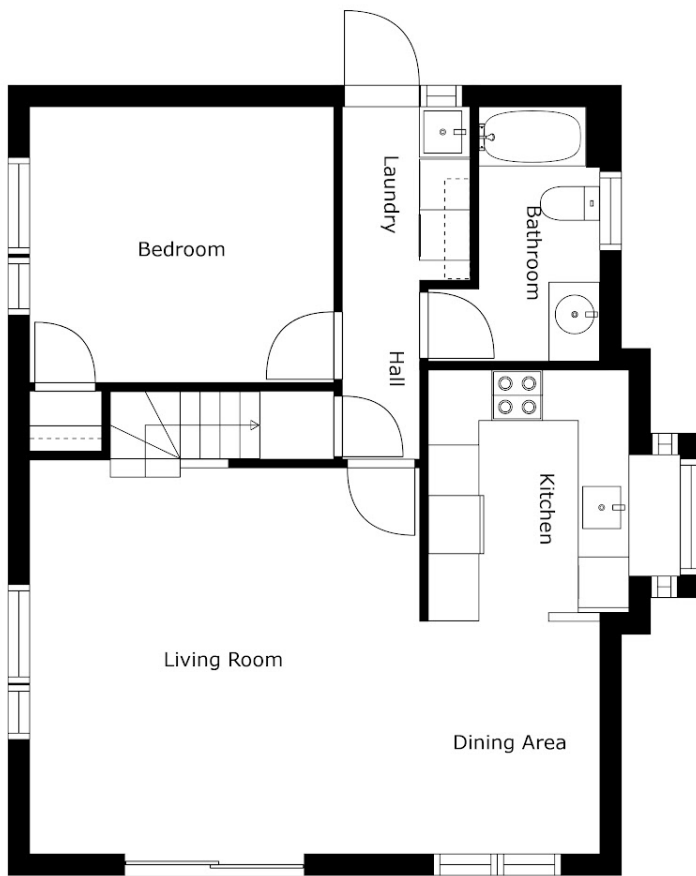 Laundry
Bedroom
Bathroom
Hall
Kitchen
Living Room
Dining Area